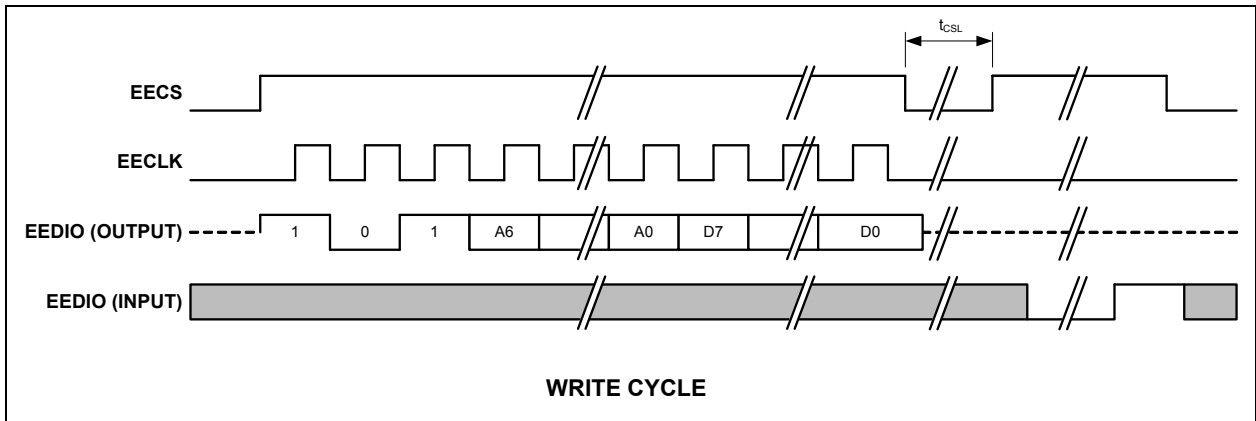 tCSL
EECS
EECLK
EEDIO (OUTPUT) 1 0 1 A6 A0 D7 D0
EEDIO (INPUT)
WRITE CYCLE